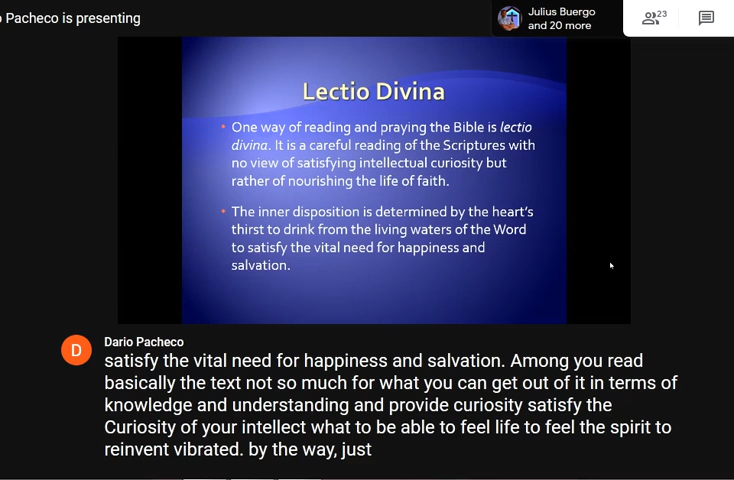 Pacheco is presenting
Julius Buergo
and 20 more
23
Lectio Divina
• One way of reading and praying the Bible is lectio
divina. It is a careful reading of the Scriptures with
no view of satisfying intellectual curiosity but
rather of nourishing the life of faith.
• The inner disposition is determined by the heart's
thirst to drink from the living waters of the Word
to satisfy the vital need for happiness and
salvation.
D
Dario Pacheco
satisfy the vital need for happiness and salvation. Among you read
basically the text not so much for what you can get out of it in terms of
knowledge and understanding and provide curiosity satisfy the
Curiosity of your intellect what to be able to feel life to feel the spirit to
reinvent vibrated. by the way, just